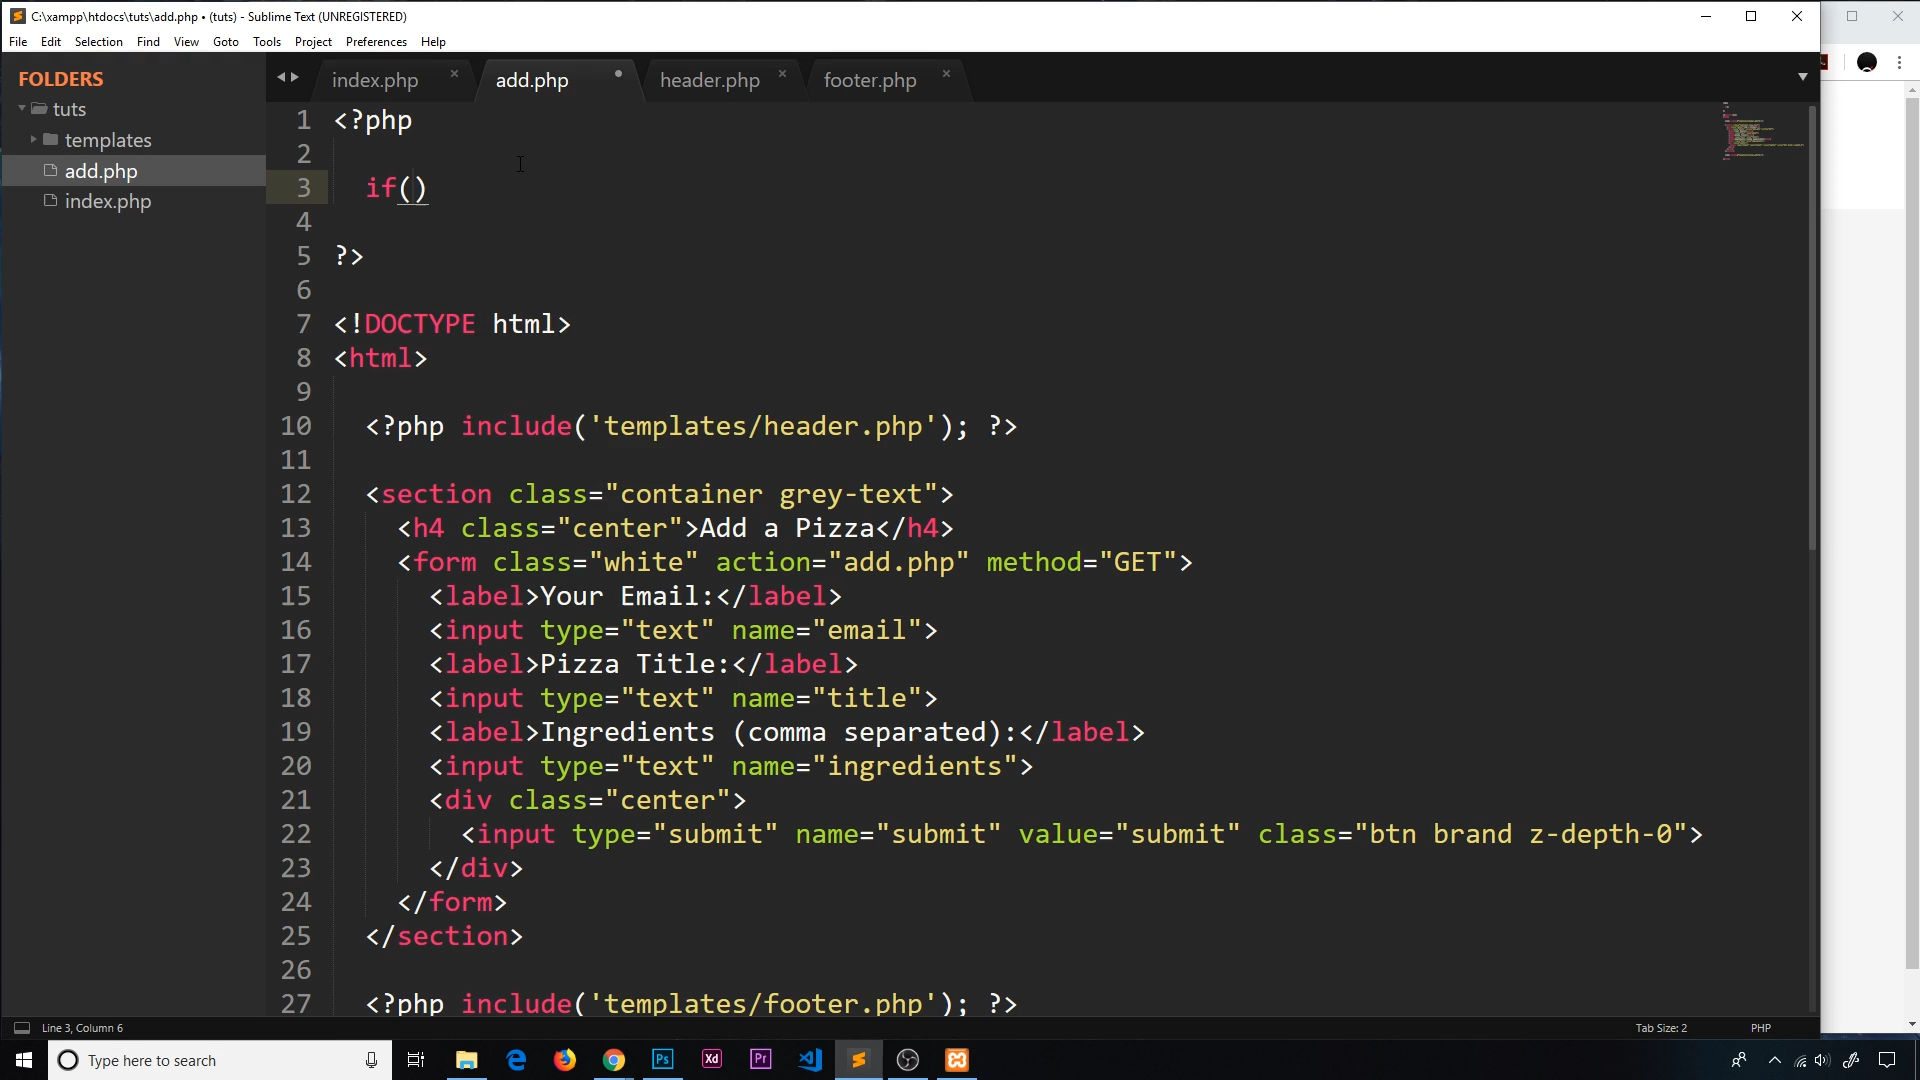 C:\xampp\htdocs\tuts\add.php • (tuts) - Sublime Text (UNREGISTERED)
File Edit Selection Find View Goto Tools Project Preferences Help
FOLDERS
tuts
templates
add.php
index.php
index.php add.php header.php footer.php
1 <?php
2
3 if()
4
5 ?>
6
7 <!DOCTYPE html>
8 <html>
9
10 <?php include('templates/header.php'); ?>
11
12 <section class="container grey-text">
13 <h4 class="center">Add a Pizza</h4>
14 <form class="white" action="add.php" method="GET">
15 <label>Your Email:</label>
16 <input type="text" name="email">
17 <label>Pizza Title:</label>
18 <input type="text" name="title">
19 <label>Ingredients (comma separated):</label>
20 <input type="text" name="ingredients">
21 <div class="center">
22 <input type="submit" name="submit" value="submit" class="btn brand z-depth-0">
23 </div>
24 </form>
25 </section>
26
27 <?php include('templates/footer.php'); ?>
Line 3, Column 6
Tab Size: 2 PHP
Type here to search
Ps Xd Pr